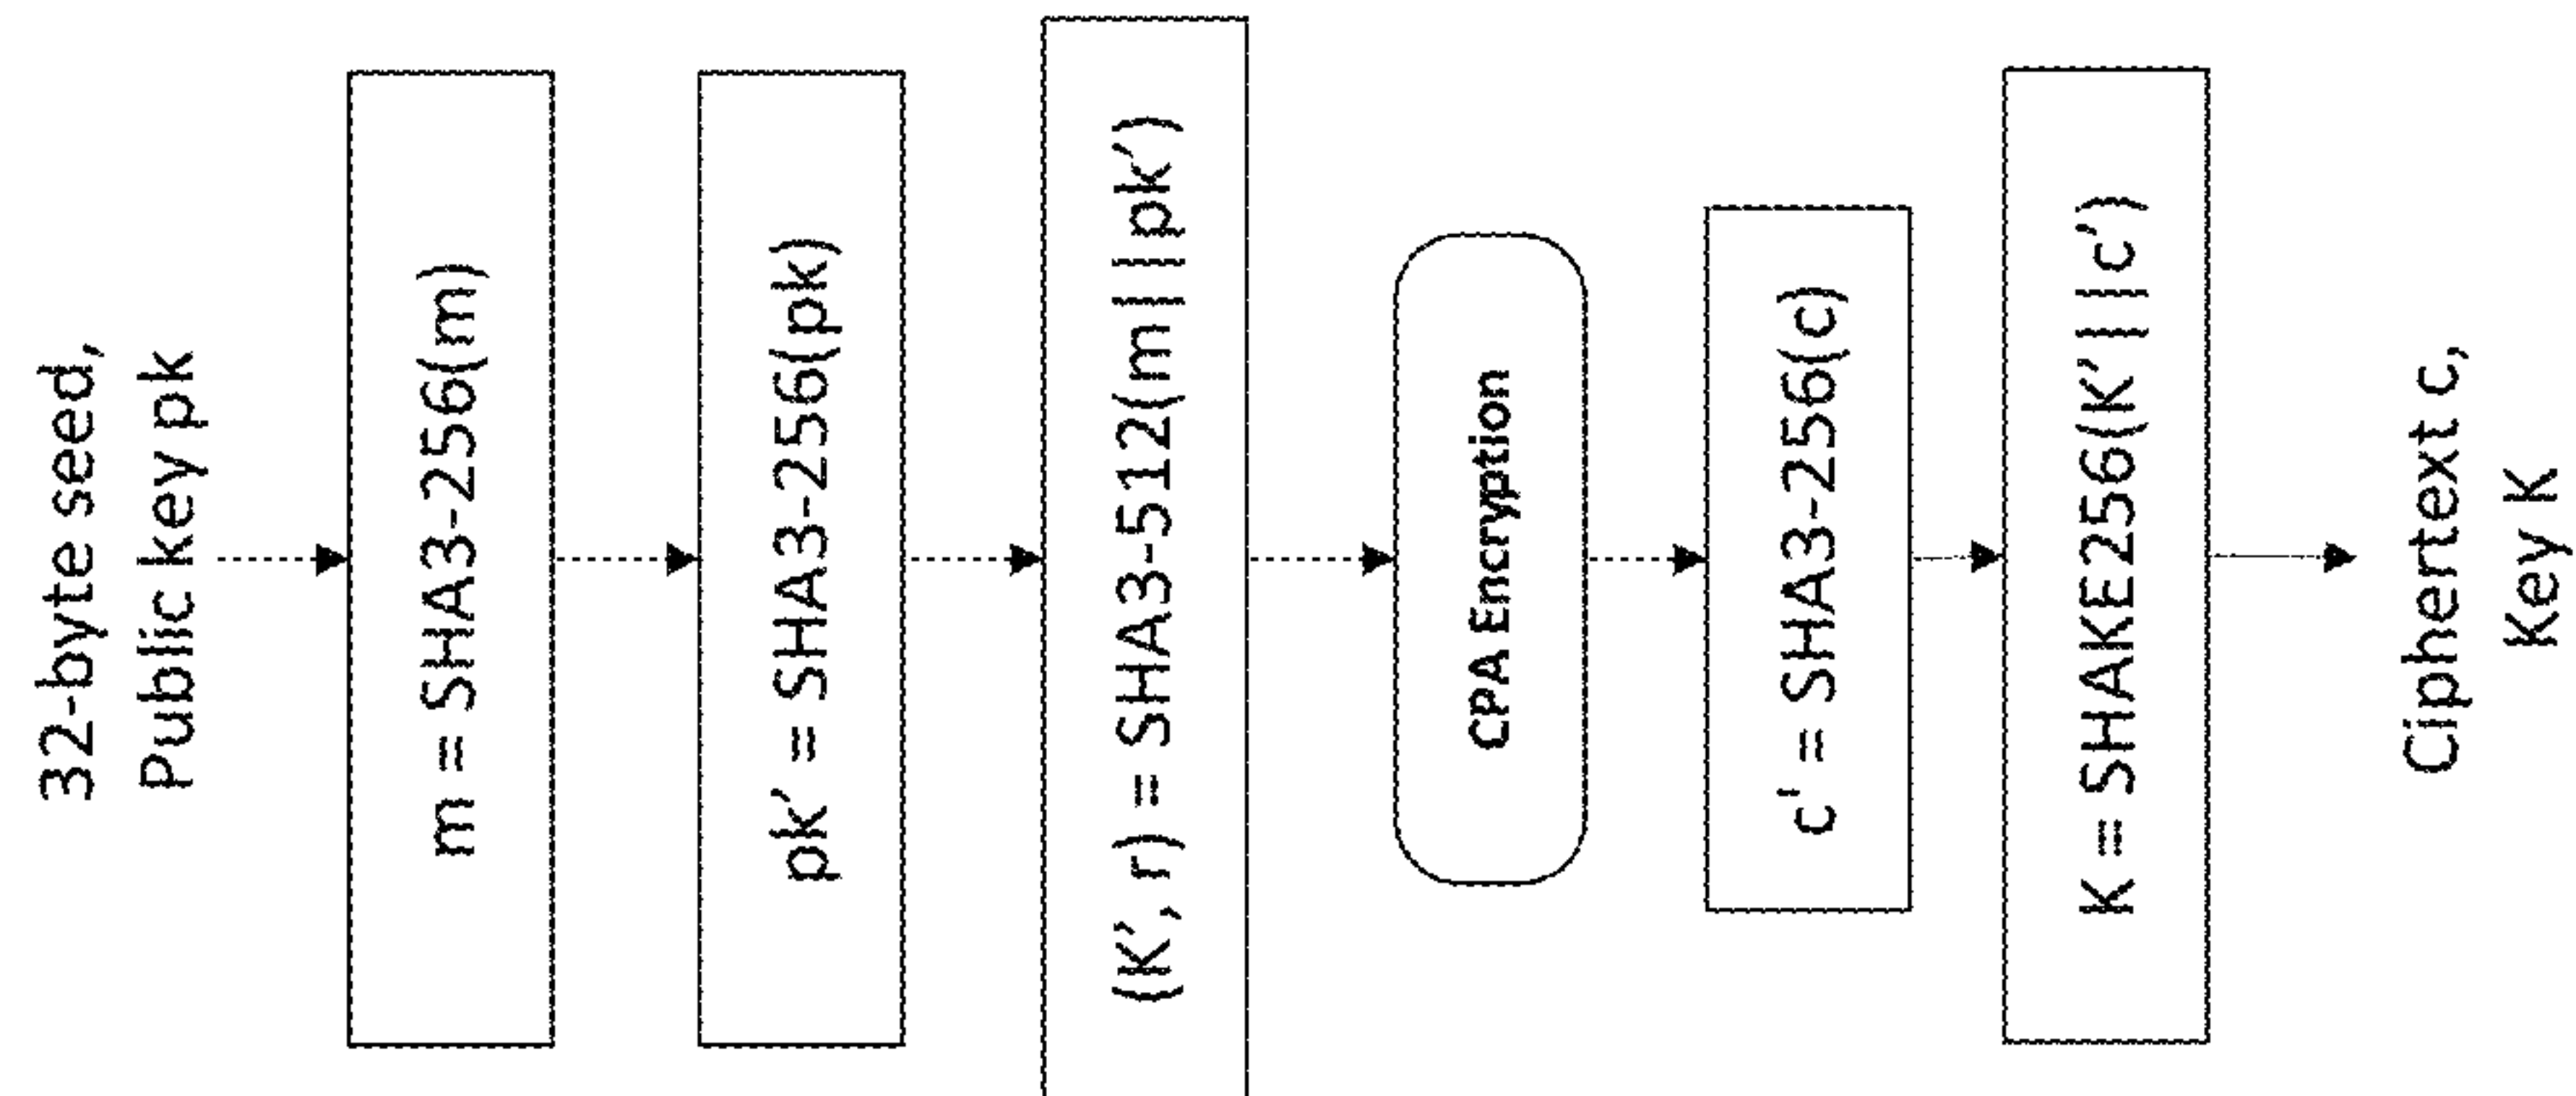 32-byte seed,
Public key pk
m = SHA3-256(m)
pk′ = SHA3-256(pk)
(K′, r) = SHA3-512(m||pk′)
CPA Encryption
c' = SHA3-256(c)
K = SHAKE256(K′||c′)
Ciphertext c,
Key K